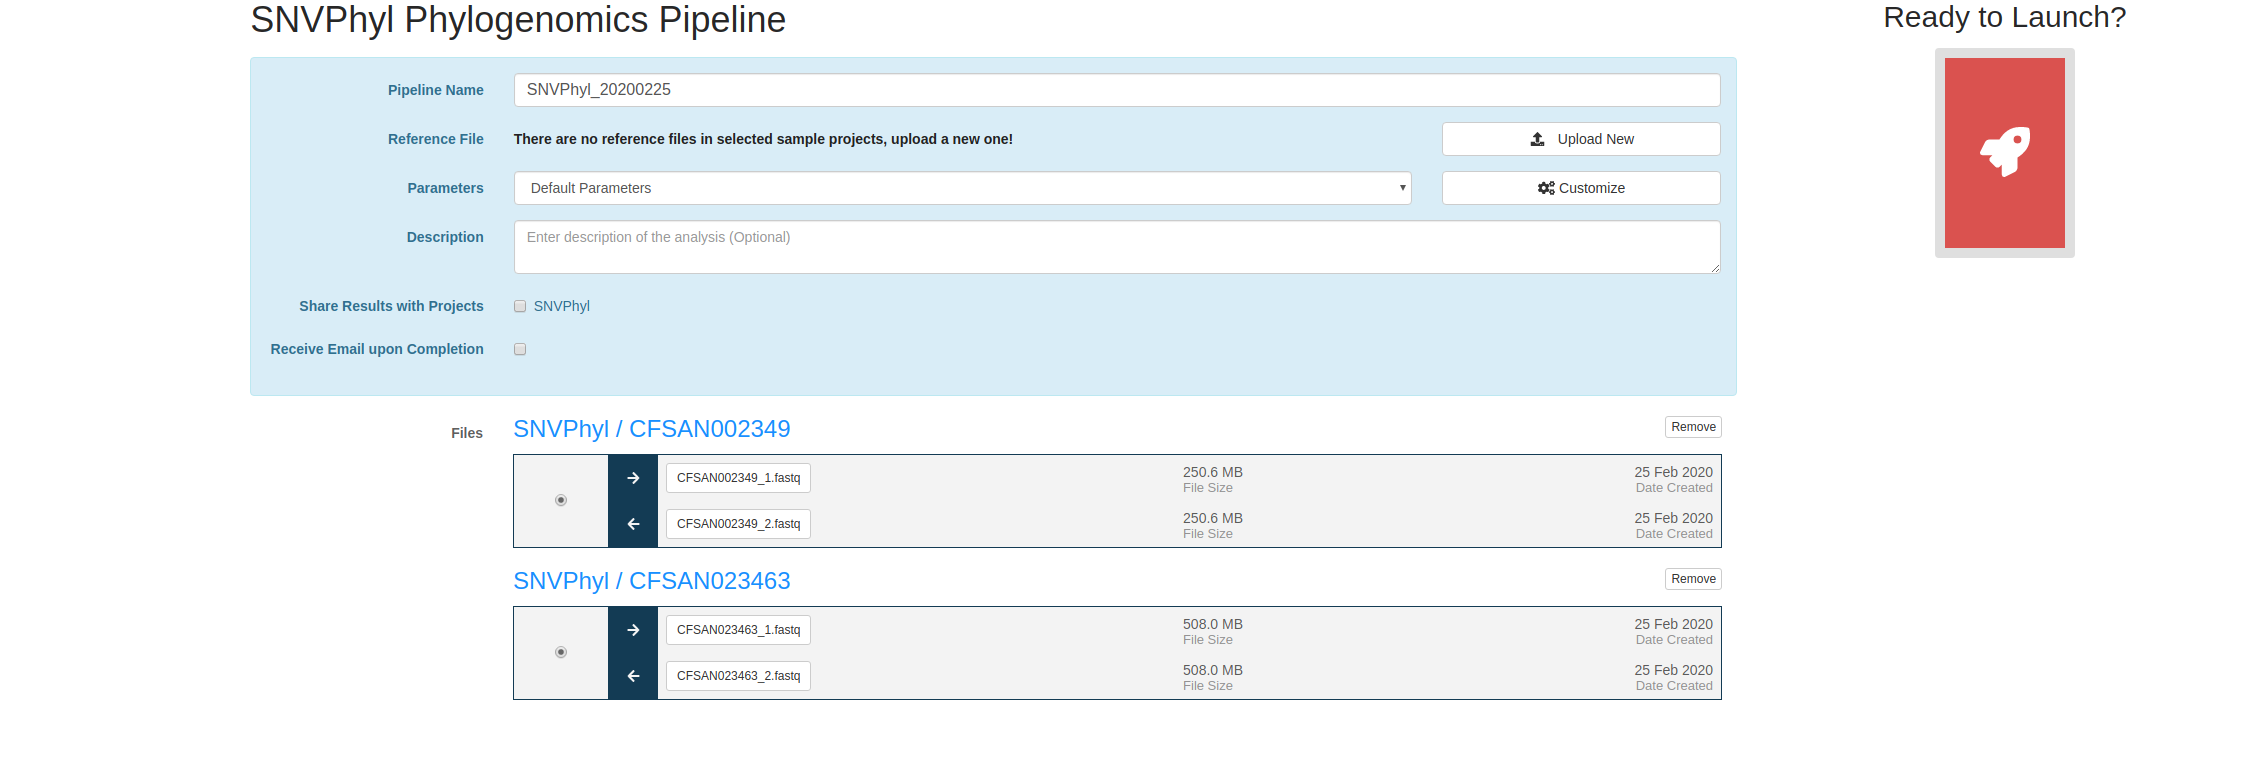 SNVPhyl Phylogenomics Pipeline
Ready to Launch?
Pipeline Name
SNVPhyl_20200225
Reference File
There are no reference files in selected sample projects, upload a new one!
Upload New
Parameters
Default Parameters
Customize
Description
Enter description of the analysis (Optional)
Share Results with Projects
SNVPhyl
Receive Email upon Completion
Files
SNVPhyl / CFSAN002349
Remove
CFSAN002349_1.fastq
250.6 MB
File Size
25 Feb 2020
Date Created
CFSAN002349_2.fastq
250.6 MB
File Size
25 Feb 2020
Date Created
SNVPhyl / CFSAN023463
Remove
CFSAN023463_1.fastq
508.0 MB
File Size
25 Feb 2020
Date Created
CFSAN023463_2.fastq
508.0 MB
File Size
25 Feb 2020
Date Created